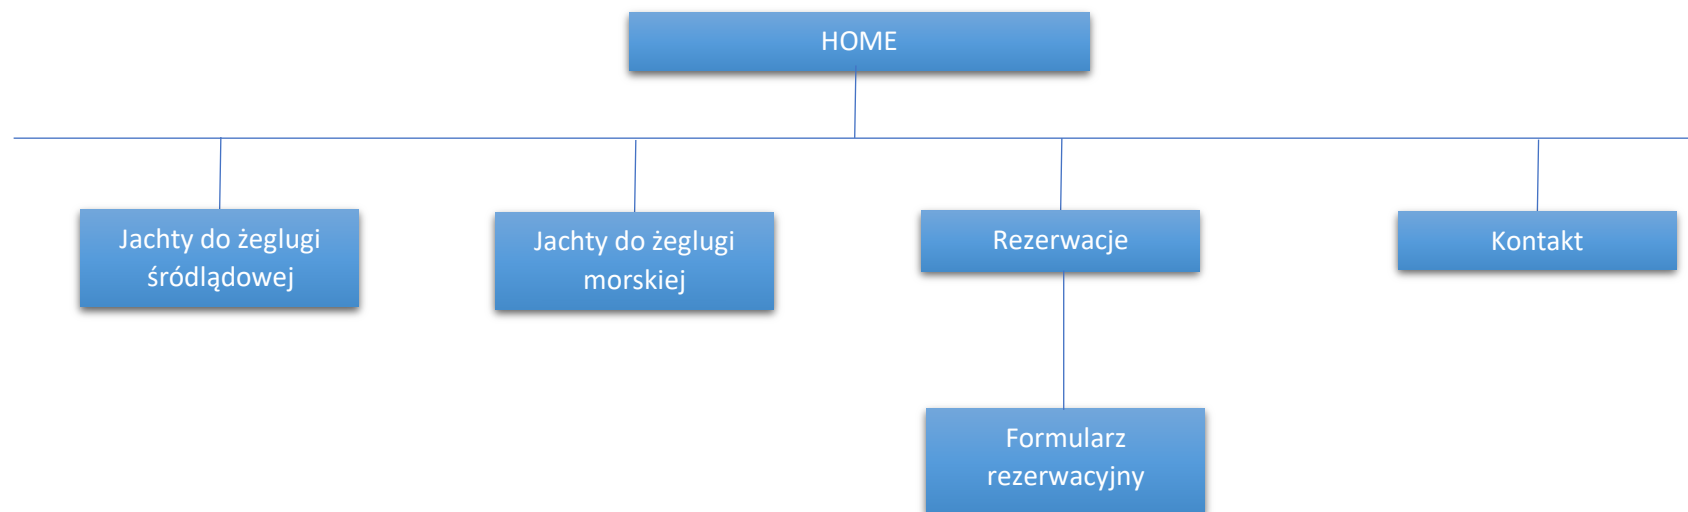 HOME
Jachty do żeglugi
śródlądowej
Jachty do żeglugi
morskiej
Rezerwacje
Kontakt
Formularz
rezerwacyjny